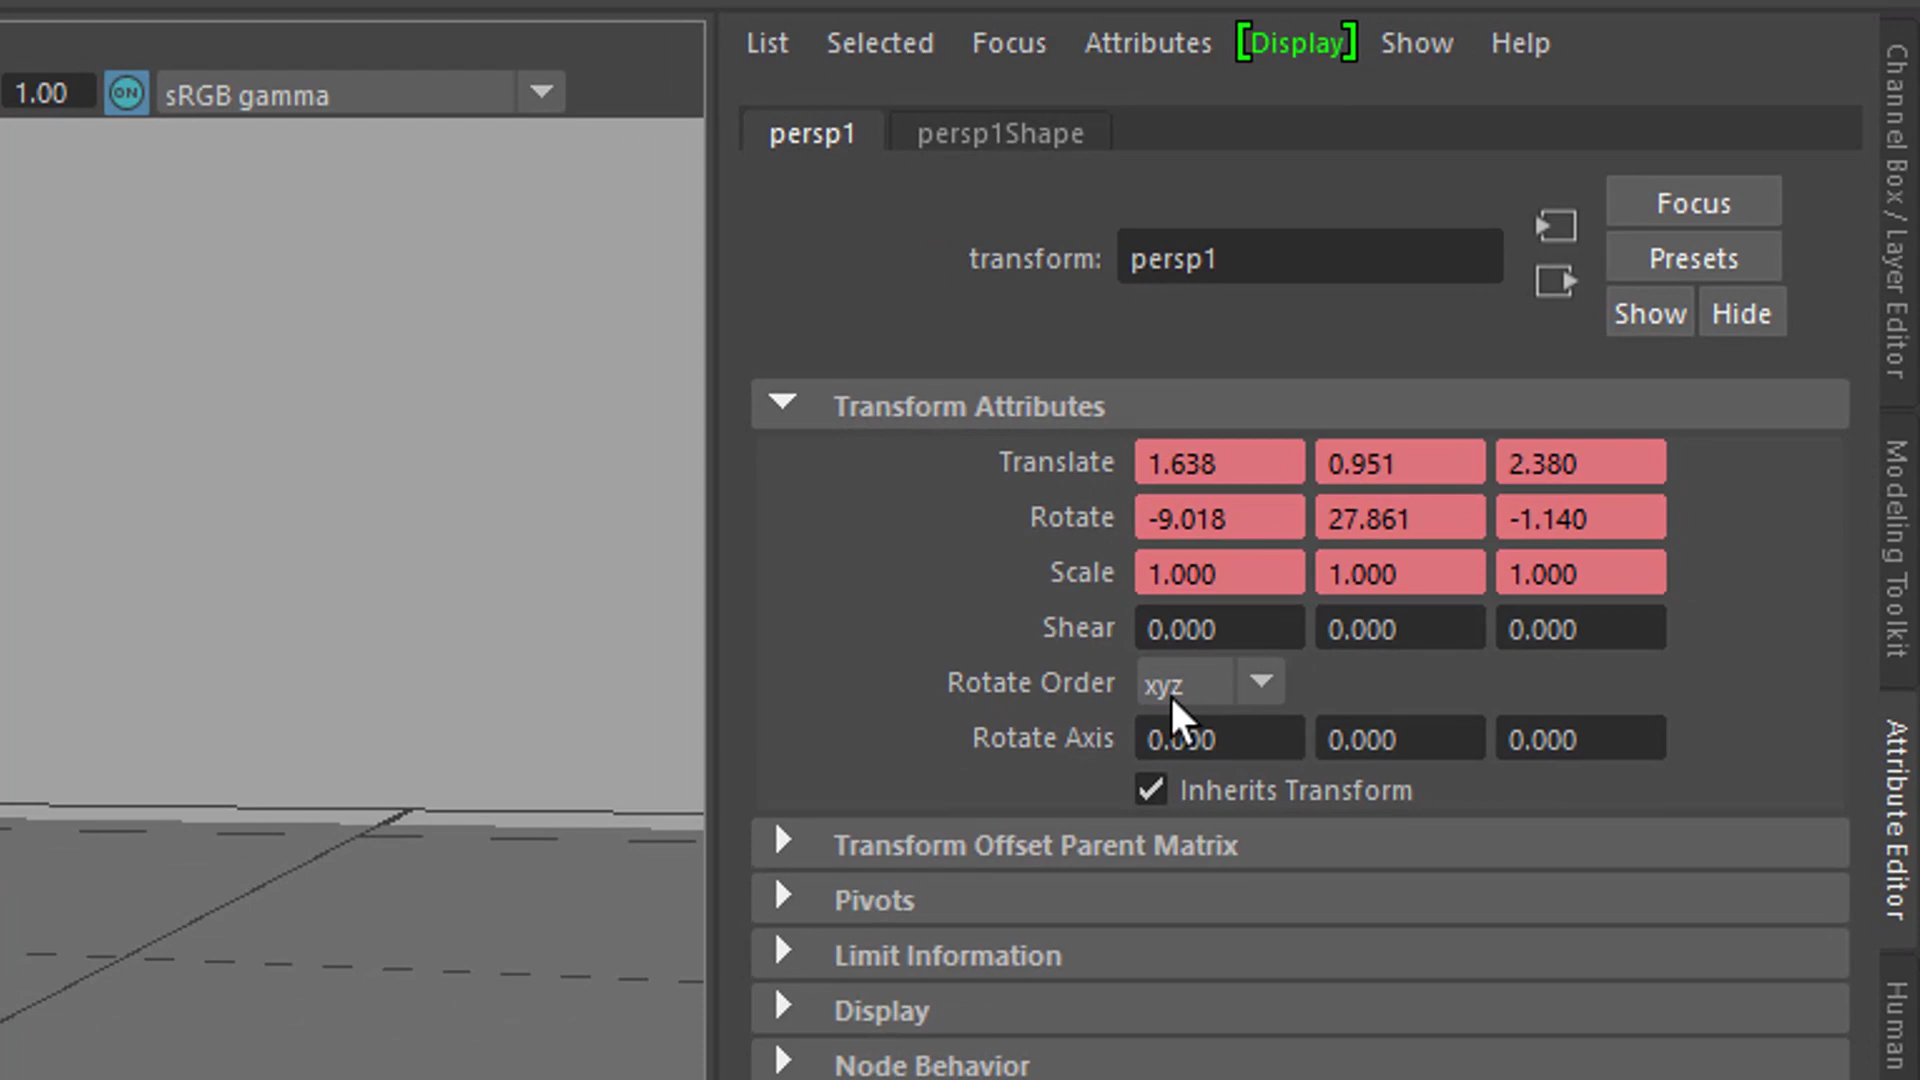 List Selected Focus Attributes [Display] Show Help
1.00 ON sRGB gamma
persp1 persp1Shape
Focus
transform: persp1
Presets
Show Hide
Transform Attributes
Translate 1.638 0.951 2.380
Rotate -9.018 27.861 -1.140
Scale 1.000 1.000 1.000
Shear 0.000 0.000 0.000
Rotate Order xyz
Rotate Axis 0.000 0.000 0.000
Inherits Transform
Transform Offset Parent Matrix
Pivots
Limit Information
Display
Node Behavior
Channel Box / Layer Editor
Modeling Toolkit
Attribute Editor
Human